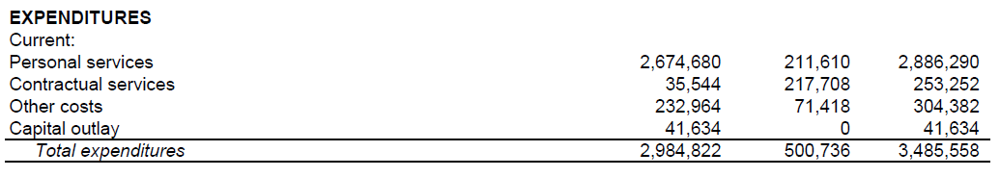 EXPENDITURES
Current:
Personal services 2,674,680 211,610 2,886,290
Contractual services 35,544 217,708 253,252
Other costs 232,964 71,418 304,382
Capital outlay 41,634 0 41,634
Total expenditures 2,984,822 500,736 3,485,558